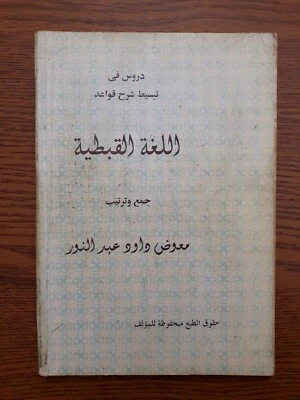 دروس في
تبسيط شرح قواعد
اللغة القبطية
جمع وترتيب
معوض داود عبد النور
حقوق الطبع محفوظة للمؤلف